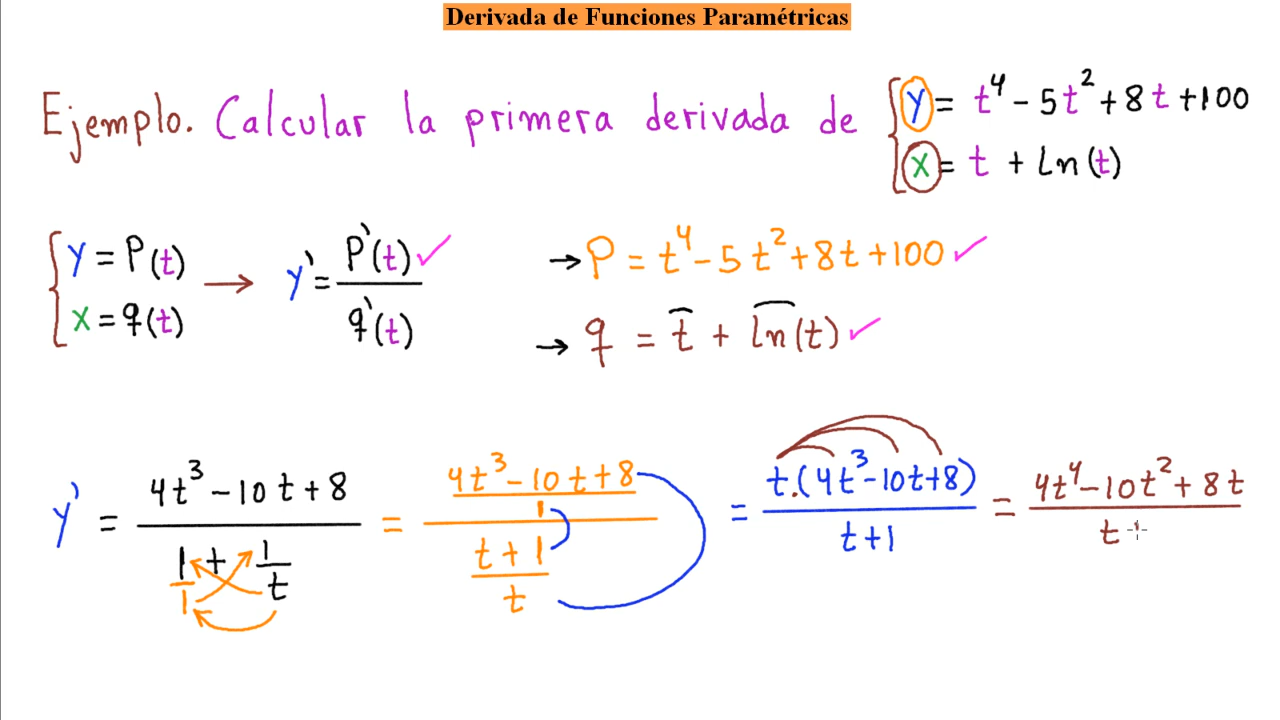 Derivada de Funciones Paramétricas
Ejemplo. Calcular la primera derivada de { y = t⁴ - 5t² + 8t + 100
x = t + Ln(t)
{ y = P(t) → y' = P'(t) / q'(t)
x = q(t)
→ P = t⁴ - 5t² + 8t + 100
→ q = t + ln(t)
y' = (4t³ - 10t + 8) / (1/1 + 1/t) = ((4t³ - 10t + 8)/1) / ((t + 1)/t) = t.(4t³ - 10t + 8) / (t + 1) = (4t⁴ - 10t² + 8t) / (t +